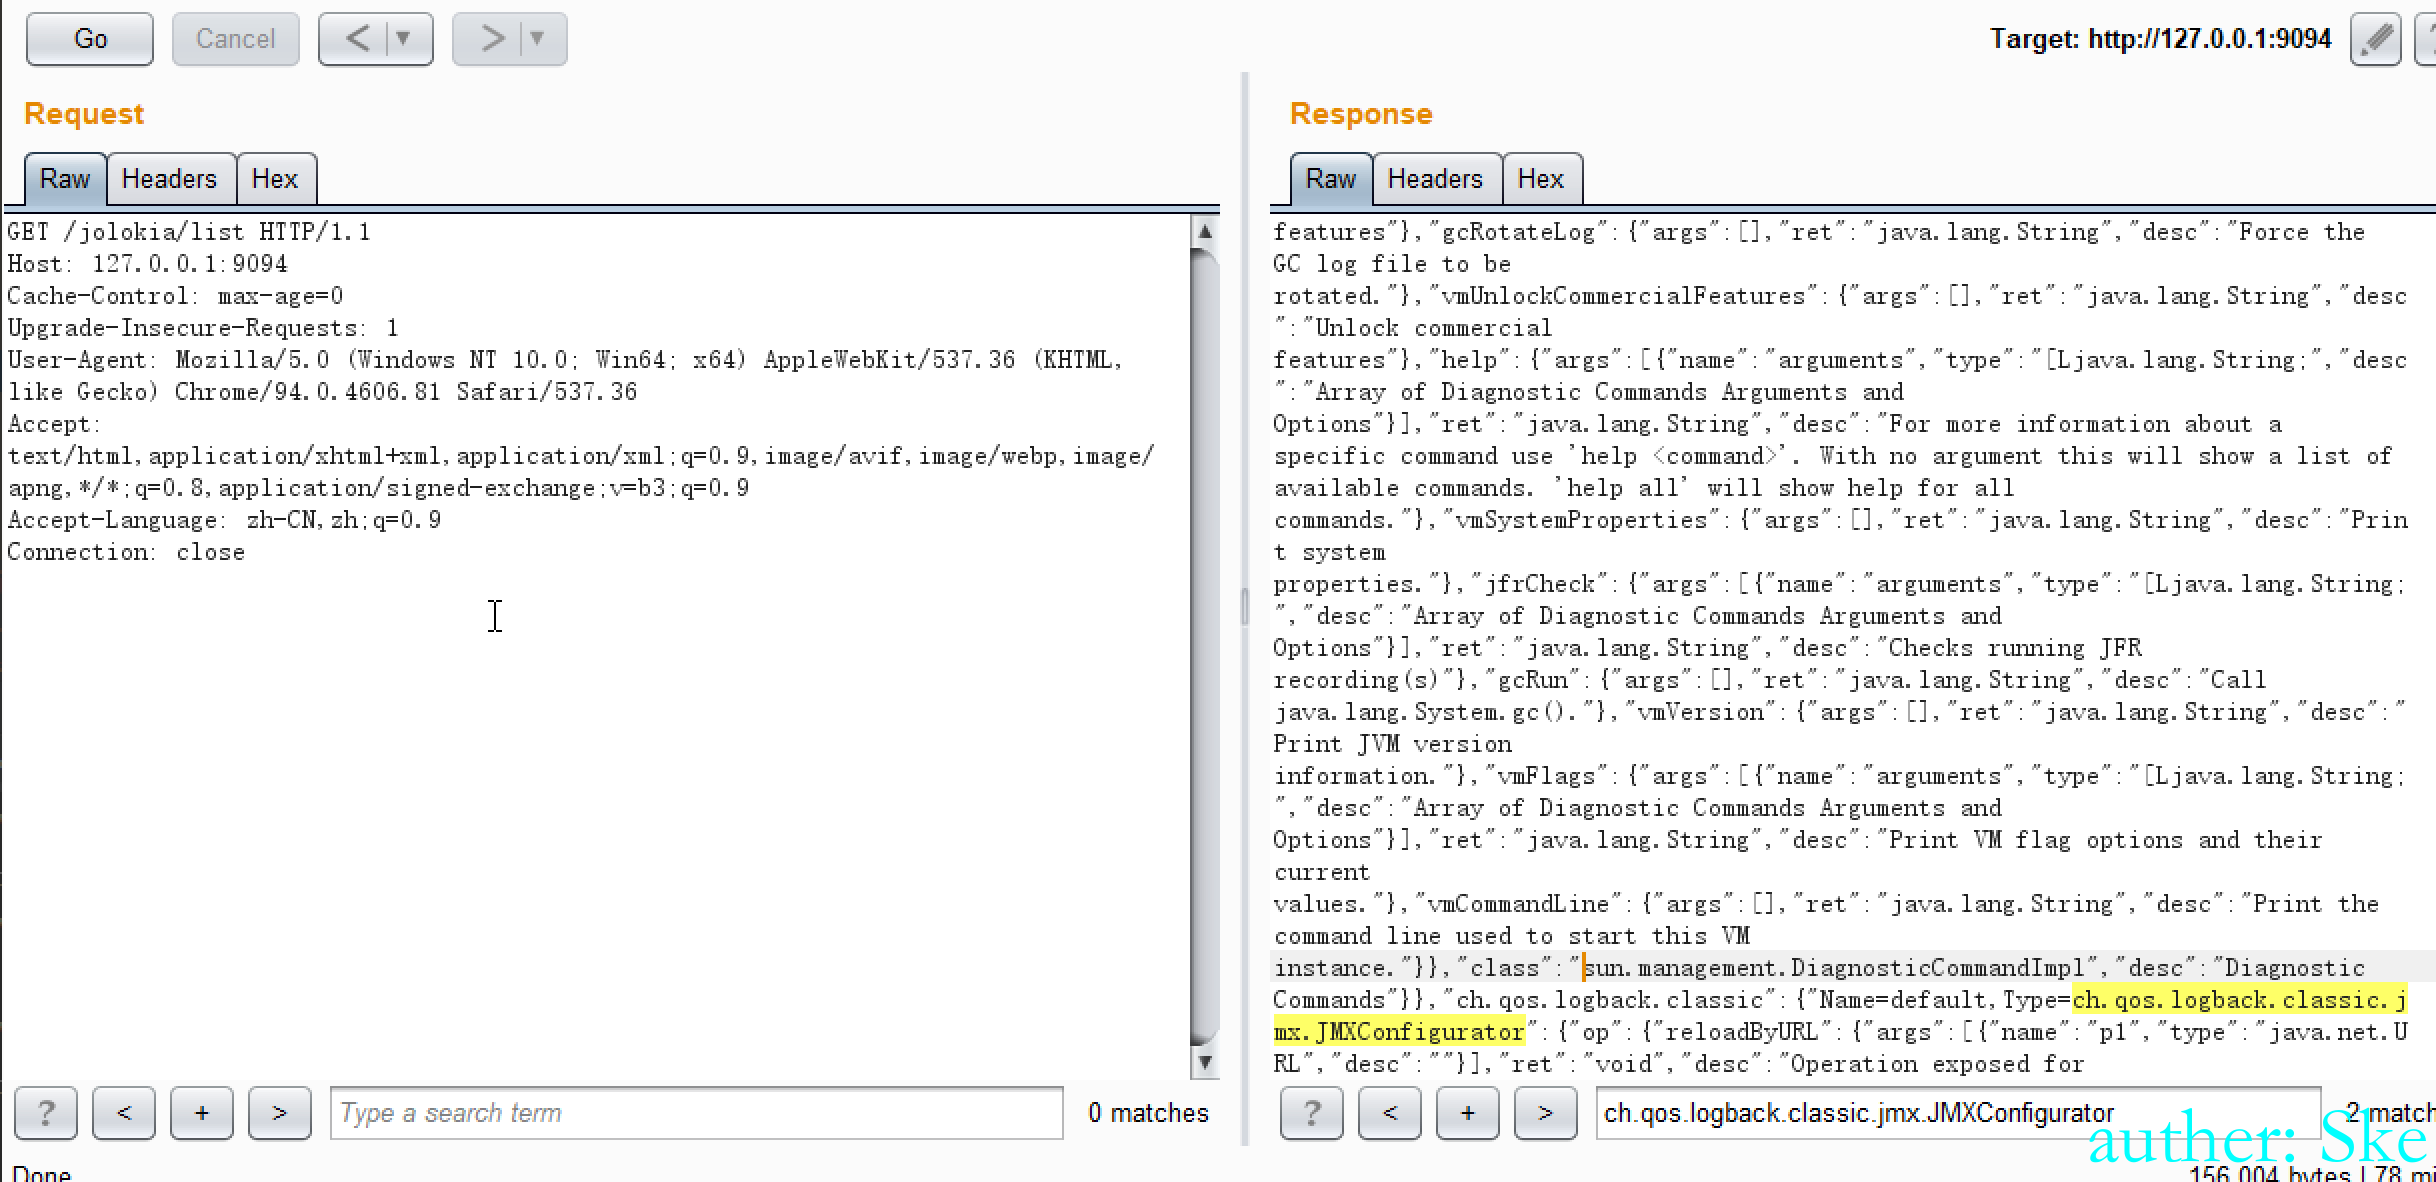 Go
Cancel
<
>
Target: http://127.0.0.1:9094
Request
Raw
Headers
Hex
GET /jolokia/list HTTP/1.1
Host: 127.0.0.1:9094
Cache-Control: max-age=0
Upgrade-Insecure-Requests: 1
User-Agent: Mozilla/5.0 (Windows NT 10.0; Win64; x64) AppleWebKit/537.36 (KHTML,
like Gecko) Chrome/94.0.4606.81 Safari/537.36
Accept:
text/html,application/xhtml+xml,application/xml;q=0.9,image/avif,image/webp,image/
apng,*/*;q=0.8,application/signed-exchange;v=b3;q=0.9
Accept-Language: zh-CN,zh;q=0.9
Connection: close
?
<
+
>
Type a search term
0 matches
Done
Response
Raw
Headers
Hex
features"},"gcRotateLog":{"args":[],"ret":"java.lang.String","desc":"Force the
GC log file to be
rotated."},"vmUnlockCommercialFeatures":{"args":[],"ret":"java.lang.String","desc
":"Unlock commercial
features"},"help":{"args":[{"name":"arguments","type":"[Ljava.lang.String;","desc
":"Array of Diagnostic Commands Arguments and
Options"}],"ret":"java.lang.String","desc":"For more information about a
specific command use 'help <command>'. With no argument this will show a list of
available commands. 'help all' will show help for all
commands."},"vmSystemProperties":{"args":[],"ret":"java.lang.String","desc":"Prin
t system
properties."},"jfrCheck":{"args":[{"name":"arguments","type":"[Ljava.lang.String;
","desc":"Array of Diagnostic Commands Arguments and
Options"}],"ret":"java.lang.String","desc":"Checks running JFR
recording(s)"},"gcRun":{"args":[],"ret":"java.lang.String","desc":"Call
java.lang.System.gc()."},"vmVersion":{"args":[],"ret":"java.lang.String","desc":"
Print JVM version
information."},"vmFlags":{"args":[{"name":"arguments","type":"[Ljava.lang.String;
","desc":"Array of Diagnostic Commands Arguments and
Options"}],"ret":"java.lang.String","desc":"Print VM flag options and their
current
values."},"vmCommandLine":{"args":[],"ret":"java.lang.String","desc":"Print the
command line used to start this VM
instance."}},"class":"sun.management.DiagnosticCommandImpl","desc":"Diagnostic
Commands"}},"ch.qos.logback.classic":{"Name=default,Type=ch.qos.logback.classic.j
mx.JMXConfigurator":{"op":{"reloadByURL":{"args":[{"name":"p1","type":"java.net.U
RL","desc":""}],"ret":"void","desc":"Operation exposed for
?
<
+
>
ch.qos.logback.classic.jmx.JMXConfigurator
2 match
auther: Ske
156,004 bytes | 78 mi